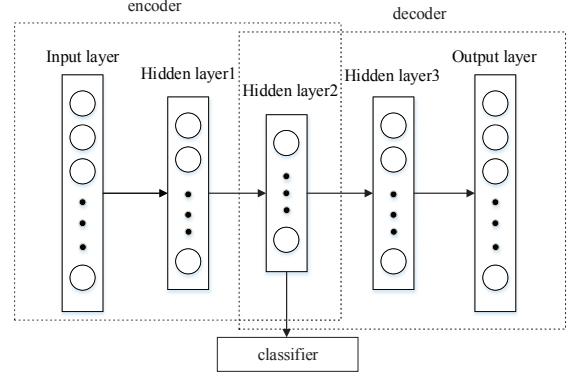 encoder
decoder
Input layer
Hidden layer1
Hidden layer2
Hidden layer3
Output layer
classifier